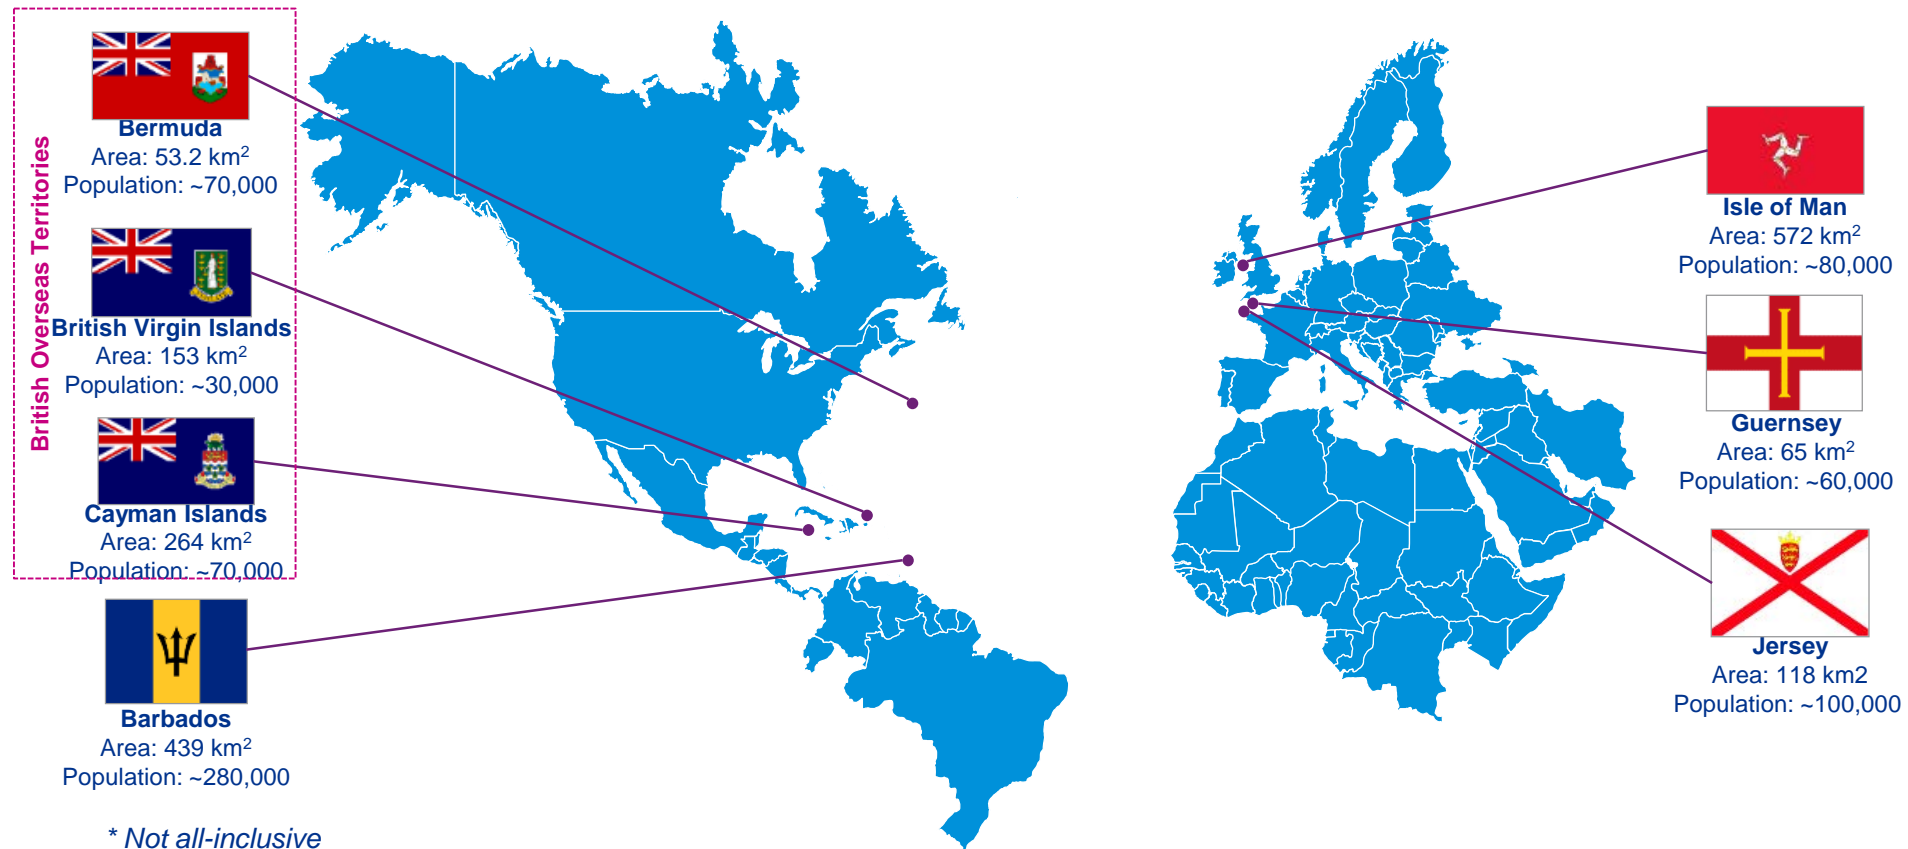 British Overseas Territories
Bermuda
Area: 53.2 km²
Population: ~70,000
British Virgin Islands
Area: 153 km²
Population: ~30,000
Cayman Islands
Area: 264 km²
Population: ~70,000
Barbados
Area: 439 km²
Population: ~280,000
* Not all-inclusive
Isle of Man
Area: 572 km²
Population: ~80,000
Guernsey
Area: 65 km²
Population: ~60,000
Jersey
Area: 118 km2
Population: ~100,000